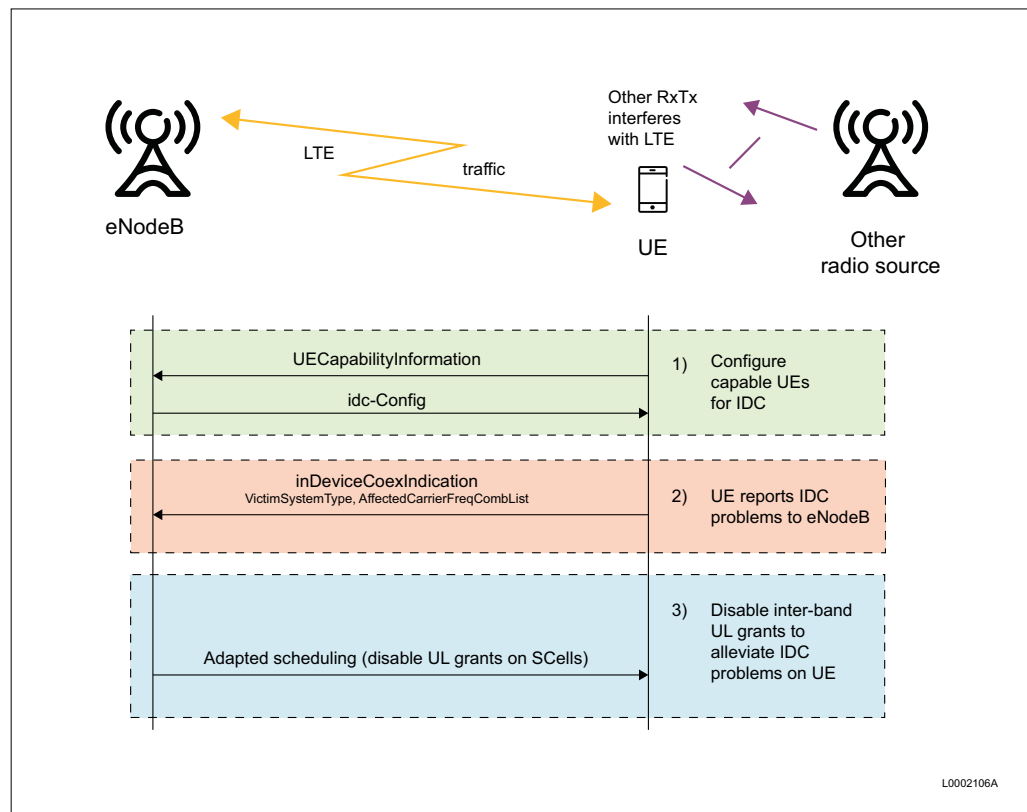 Other RxTx
interferes
with LTE
LTE
traffic
eNodeB
UE
Other
radio source
UECapabilityInformation
idc-Config
1) Configure
capable UEs
for IDC
inDeviceCoexIndication
VictimSystemType, AffectedCarrierFreqCombList
2) UE reports IDC
problems to eNodeB
Adapted scheduling (disable UL grants on SCells)
3) Disable inter-band
UL grants to
alleviate IDC
problems on UE
L0002106A